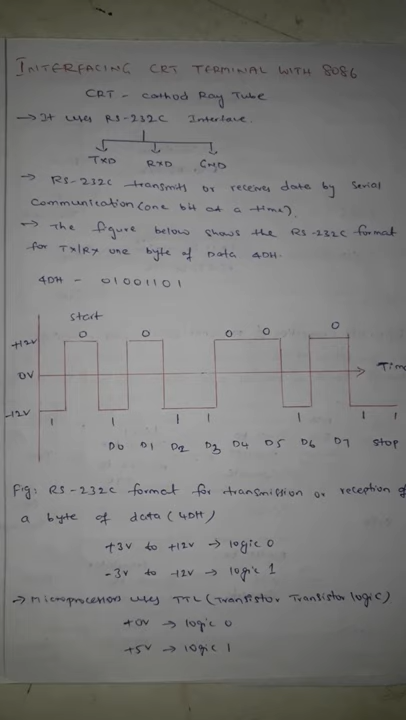 INTERFACING CRT TERMINAL WITH 8086
CRT - cathod Ray Tube
→ It uses RS-232C Interface.
TXD RXD GND
→ RS-232C transmits or receives data by serial
communication (one bit at a time).
→ The figure below shows the RS-232C format
for TX/RX one byte of Data 4DH.
4DH - 01001101
start
0 0 0 0 0
+12V
0V Time
-12V
1 1 1 1 1 1 1
D0 D1 D2 D3 D4 D5 D6 D7 stop
Fig: RS-232C format for transmission or reception of
a byte of data (4DH)
+3V to +12V → logic 0
-3V to -12V → logic 1
→ Microprocessors uses TTL (Transistor Transistor logic)
+0V → logic 0
+5V → logic 1